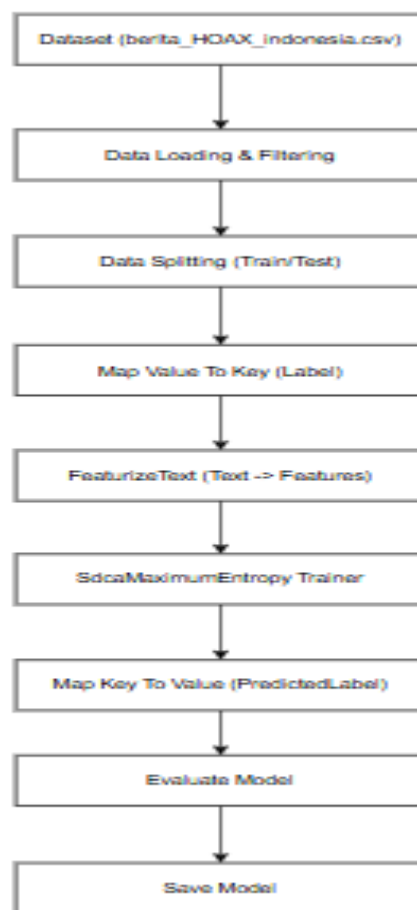 Dataset (berita_HOAX_indonesia.csv)
Data Loading & Filtering
Data Splitting (Train/Test)
Map Value To Key (Label)
FeaturizeText (Text -> Features)
SdcaMaximumEntropy Trainer
Map Key To Value (PredictedLabel)
Evaluate Model
Save Model